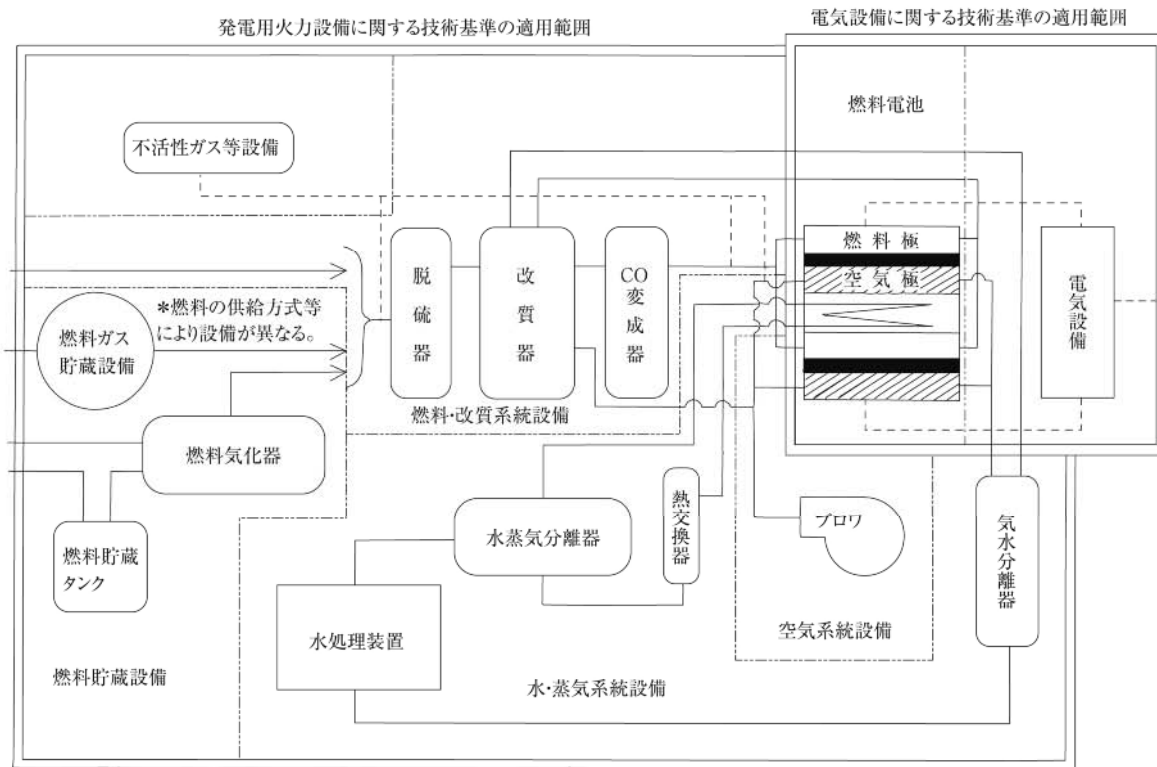 発電用火力設備に関する技術基準の適用範囲
電気設備に関する技術基準の適用範囲
燃料電池
不活性ガス等設備
脱硫器
改質器
CO変成器
燃料極
空気極
電気設備
*燃料の供給方式等
により設備が異なる。
燃料ガス
貯蔵設備
燃料・改質系統設備
燃料気化器
燃料貯蔵
タンク
水蒸気分離器
熱交換器
ブロワ
気水分離器
水処理装置
空気系統設備
燃料貯蔵設備
水・蒸気系統設備